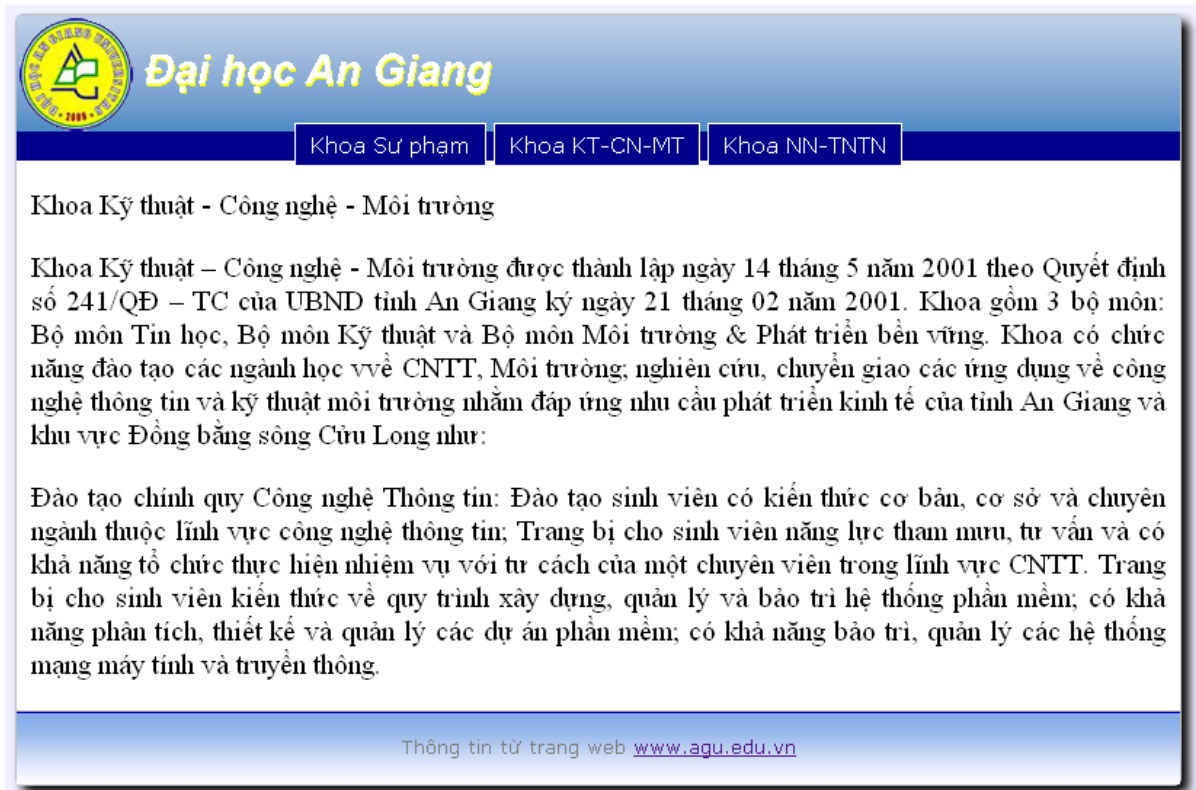 Đại học An Giang
Khoa Sư phạm Khoa KT-CN-MT Khoa NN-TNTN
Khoa Kỹ thuật - Công nghệ - Môi trường
Khoa Kỹ thuật – Công nghệ - Môi trường được thành lập ngày 14 tháng 5 năm 2001 theo Quyết định
số 241/QĐ – TC của UBND tỉnh An Giang ký ngày 21 tháng 02 năm 2001. Khoa gồm 3 bộ môn:
Bộ môn Tin học, Bộ môn Kỹ thuật và Bộ môn Môi trường & Phát triển bền vững. Khoa có chức
năng đào tạo các ngành học vvề CNTT, Môi trường; nghiên cứu, chuyển giao các ứng dụng về công
nghệ thông tin và kỹ thuật môi trường nhằm đáp ứng nhu cầu phát triển kinh tế của tỉnh An Giang và
khu vực Đồng bằng sông Cửu Long như:
Đào tạo chính quy Công nghệ Thông tin: Đào tạo sinh viên có kiến thức cơ bản, cơ sở và chuyên
ngành thuộc lĩnh vực công nghệ thông tin; Trang bị cho sinh viên năng lực tham mưu, tư vấn và có
khả năng tổ chức thực hiện nhiệm vụ với tư cách của một chuyên viên trong lĩnh vực CNTT. Trang
bị cho sinh viên kiến thức về quy trình xây dựng, quản lý và bảo trì hệ thống phần mềm; có khả
năng phân tích, thiết kế và quản lý các dự án phần mềm; có khả năng bảo trì, quản lý các hệ thống
mạng máy tính và truyền thông.
Thông tin từ trang web www.agu.edu.vn